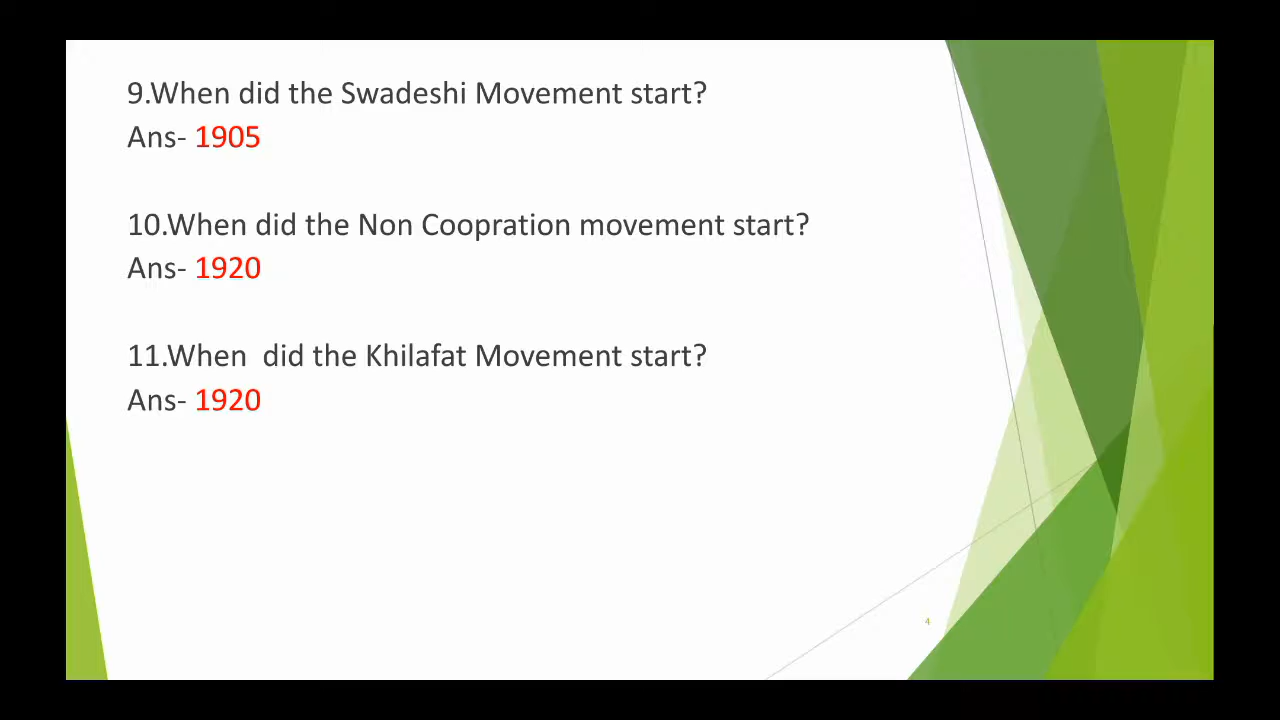 9.When did the Swadeshi Movement start?
Ans- 1905
10.When did the Non Coopration movement start?
Ans- 1920
11.When  did the Khilafat Movement start?
Ans- 1920
4